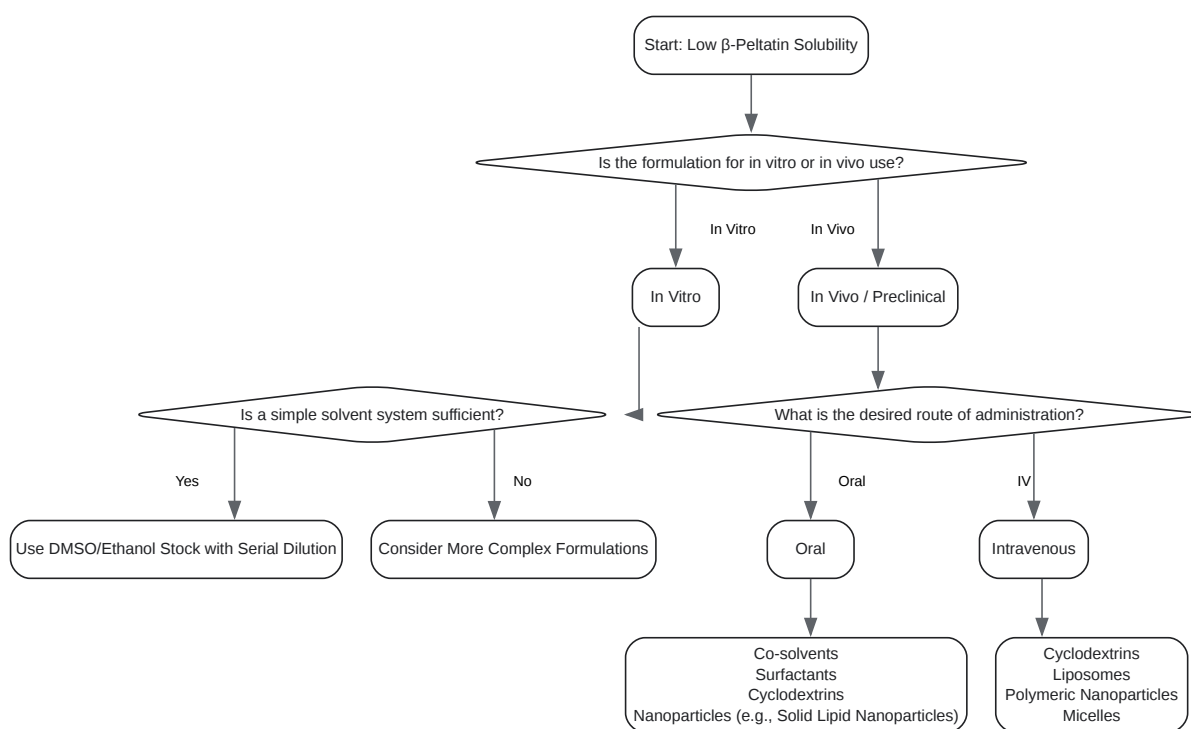 Start: Low β-Peltatin Solubility
Is the formulation for in vitro or in vivo use?
In Vitro
In Vivo
In Vitro
In Vivo / Preclinical
Is a simple solvent system sufficient?
What is the desired route of administration?
Yes
No
Oral
IV
Use DMSO/Ethanol Stock with Serial Dilution
Consider More Complex Formulations
Oral
Intravenous
Co-solvents
Surfactants
Cyclodextrins
Nanoparticles (e.g., Solid Lipid Nanoparticles)
Cyclodextrins
Liposomes
Polymeric Nanoparticles
Micelles